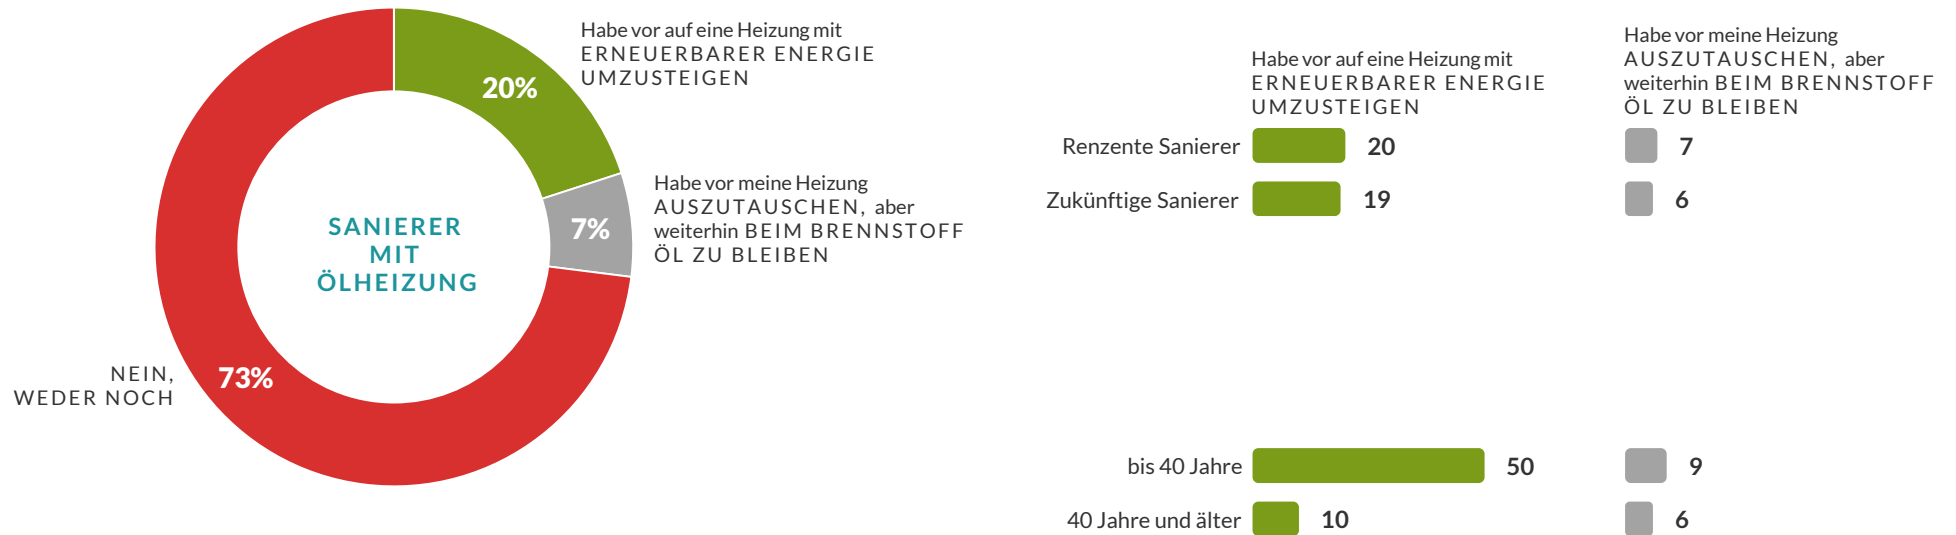 Habe vor auf eine Heizung mit
ERNEUERBARER ENERGIE
UMZUSTEIGEN
20%
Habe vor meine Heizung
AUSZUTAUSCHEN, aber
weiterhin BEIM BRENNSTOFF
ÖL ZU BLEIBEN
7%
SANIERER
MIT
ÖLHEIZUNG
NEIN,
WEDER NOCH
73%
Habe vor auf eine Heizung mit
ERNEUERBARER ENERGIE
UMZUSTEIGEN
Habe vor meine Heizung
AUSZUTAUSCHEN, aber
weiterhin BEIM BRENNSTOFF
ÖL ZU BLEIBEN
Renzente Sanierer 20 7
Zukünftige Sanierer 19 6
bis 40 Jahre 50 9
40 Jahre und älter 10 6